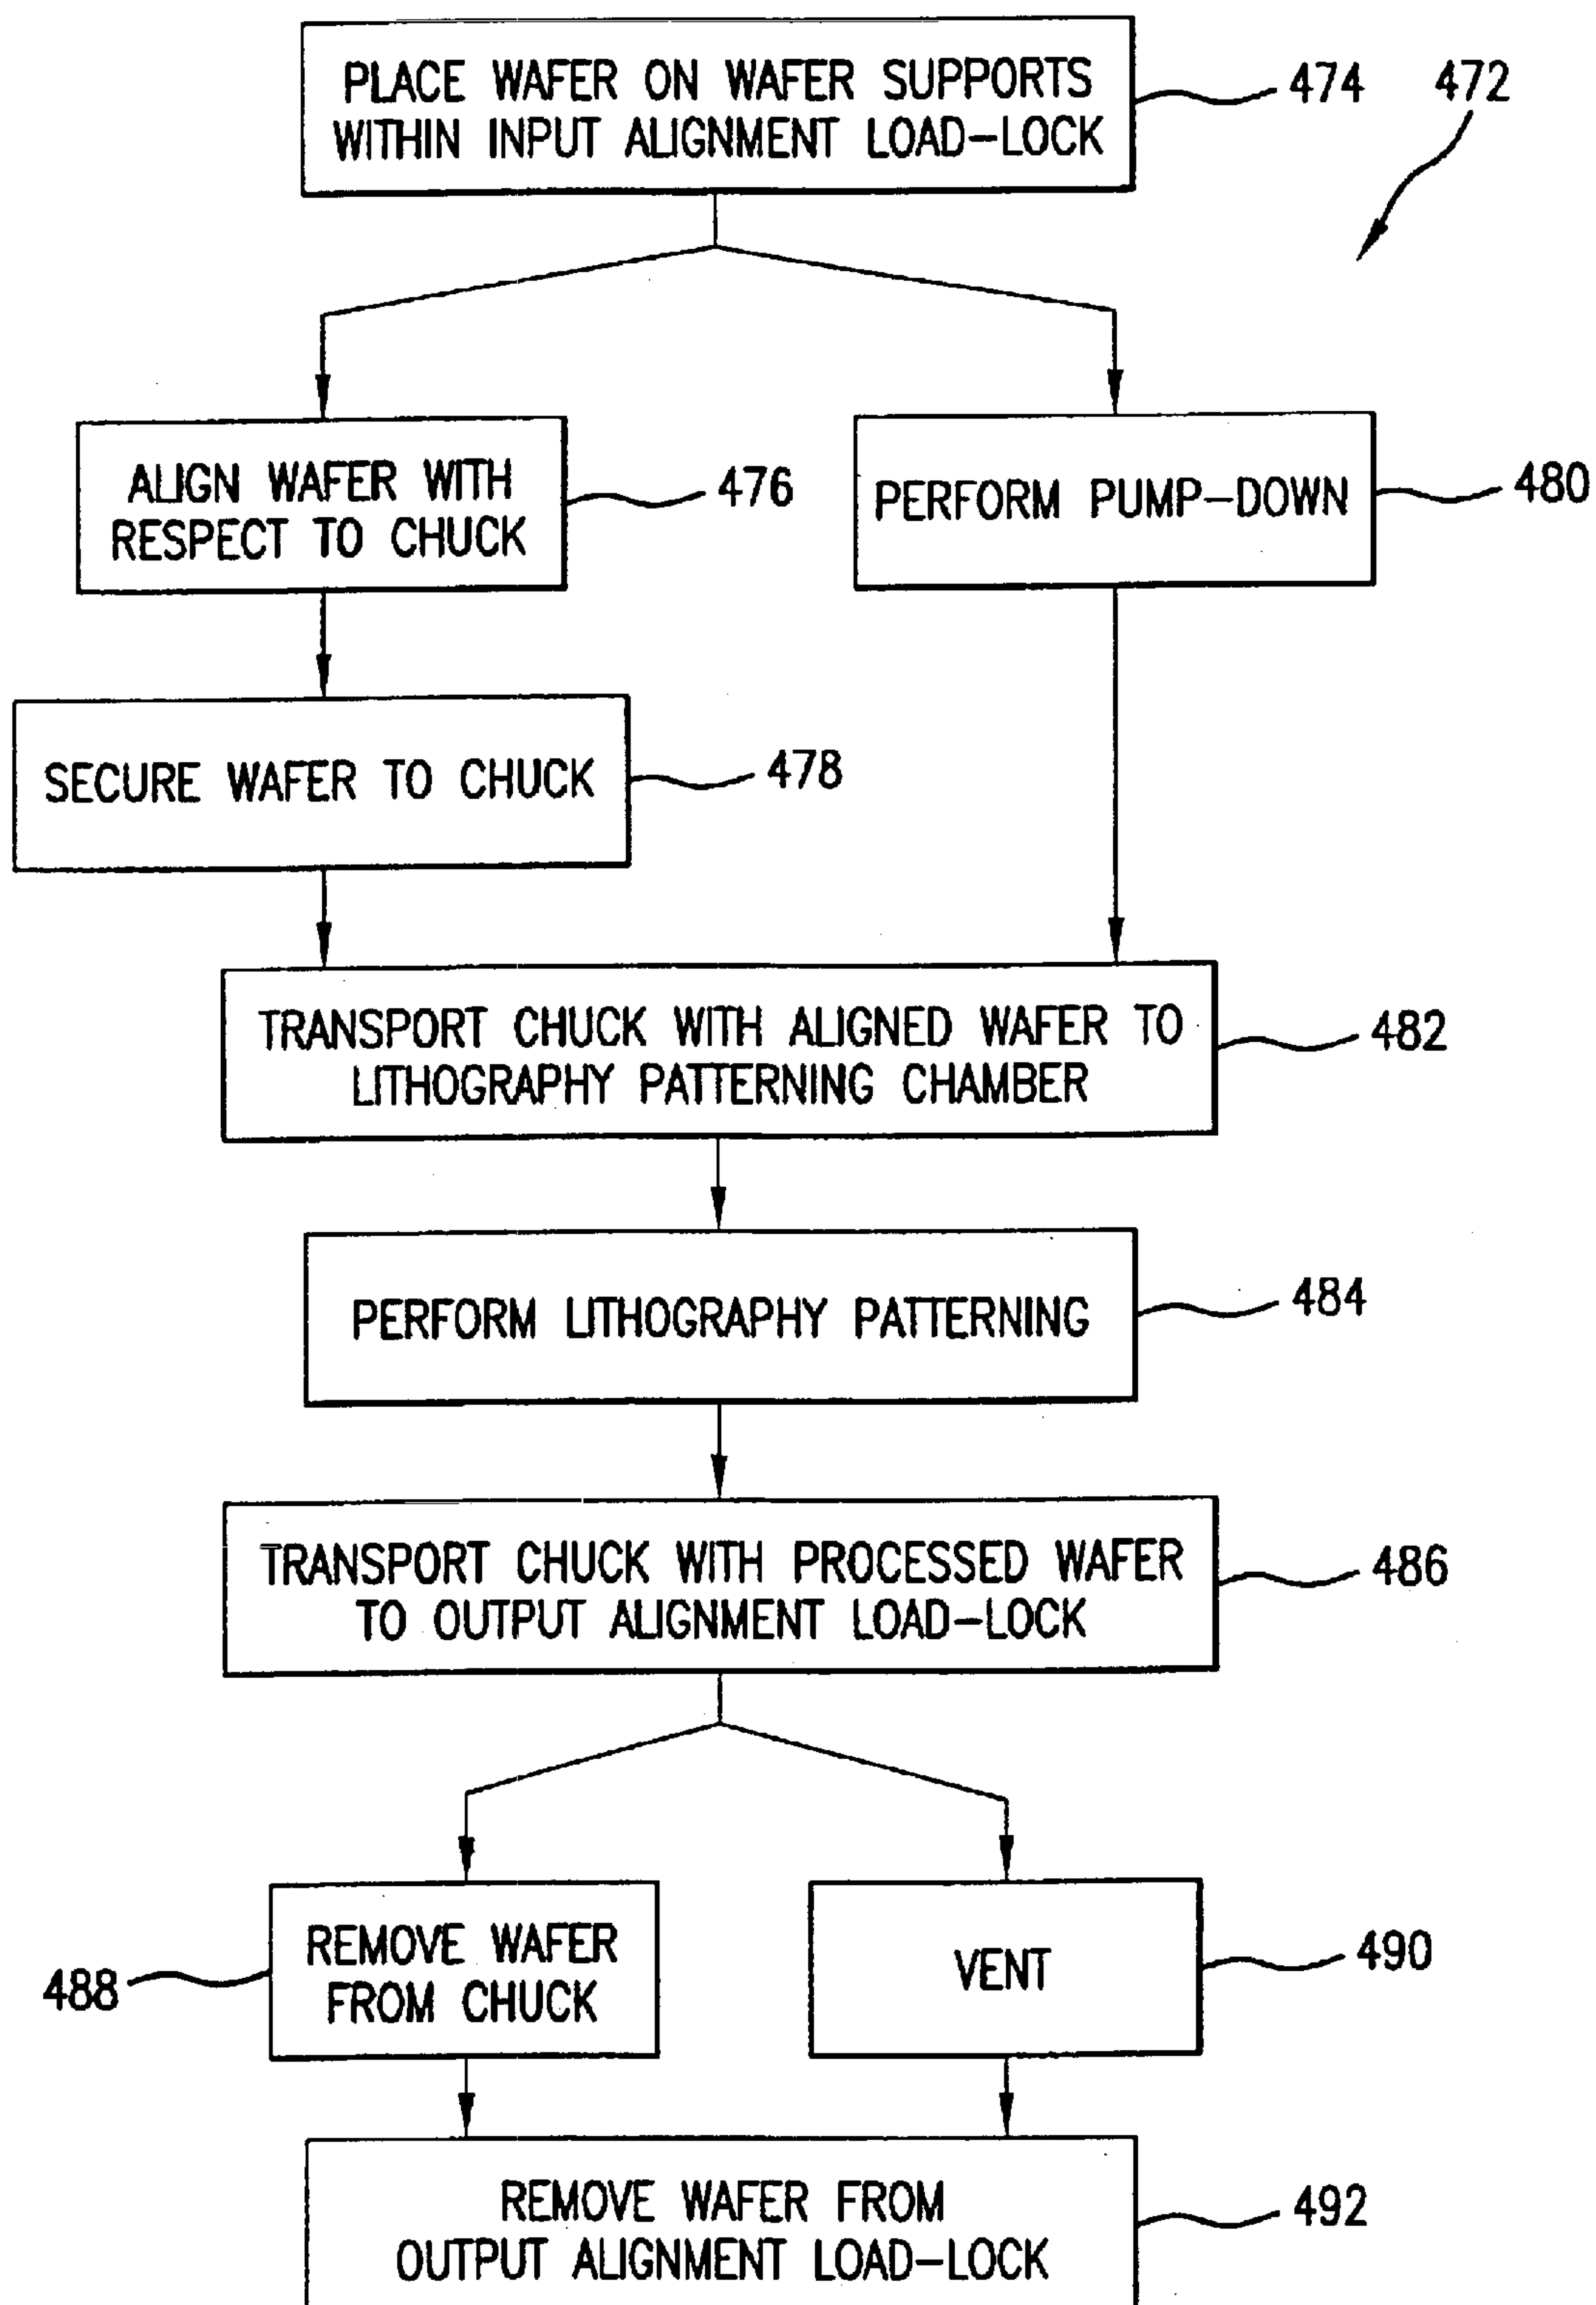 PLACE WAFER ON WAFER SUPPORTS
WITHIN INPUT ALIGNMENT LOAD-LOCK
474
472
ALIGN WAFER WITH
RESPECT TO CHUCK
476
PERFORM PUMP-DOWN
480
SECURE WAFER TO CHUCK
478
TRANSPORT CHUCK WITH ALIGNED WAFER TO
LITHOGRAPHY PATTERNING CHAMBER
482
PERFORM LITHOGRAPHY PATTERNING
484
TRANSPORT CHUCK WITH PROCESSED WAFER
TO OUTPUT ALIGNMENT LOAD-LOCK
486
REMOVE WAFER
FROM CHUCK
488
VENT
490
REMOVE WAFER FROM
OUTPUT ALIGNMENT LOAD-LOCK
492